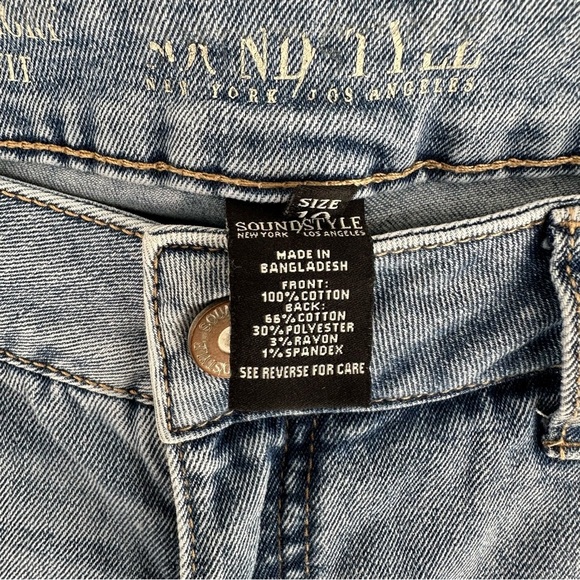 NEW YORK LOS ANGELES
SIZE
SOUNDSTYLE
NEW YORK LOS ANGELES
MADE IN
BANGLADESH
FRONT:
100% COTTON
BACK:
66% COTTON
30% POLYESTER
3% RAYON
1% SPANDEX
SEE REVERSE FOR CARE